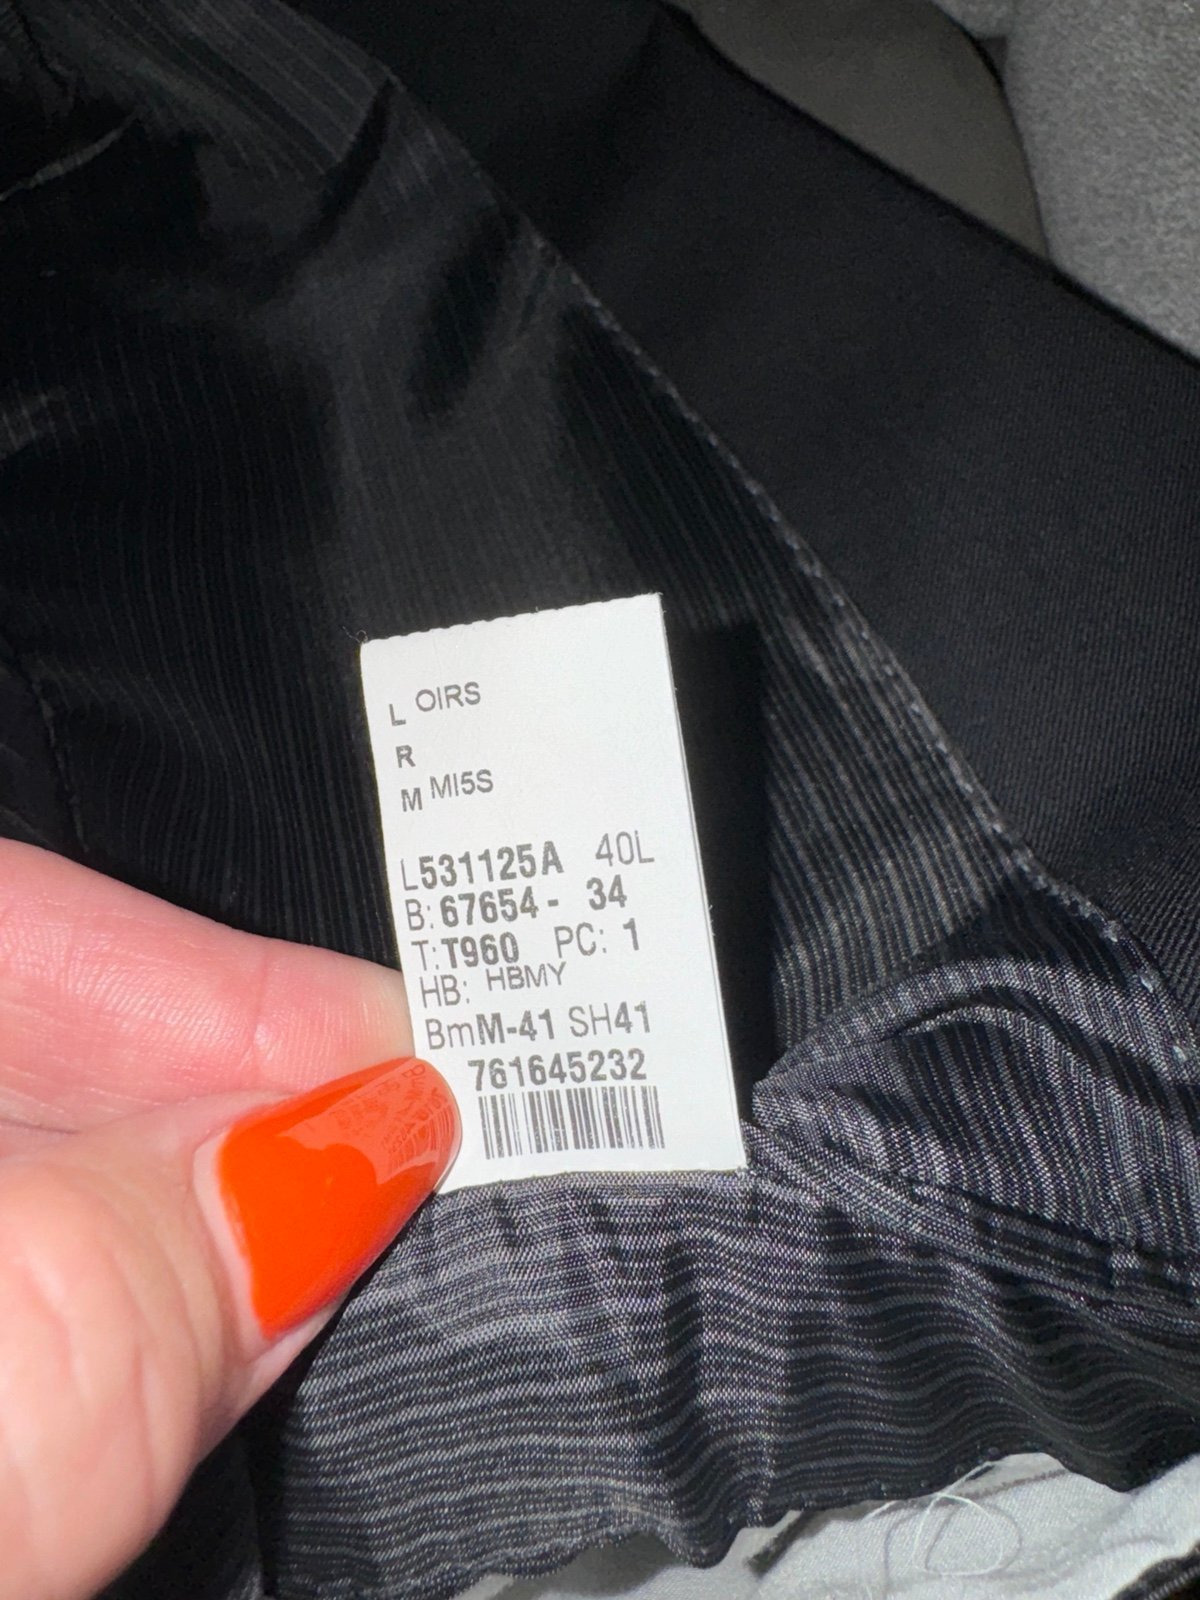 L OIRS
R
M MI5S
L531125A 40L
B: 67654- 34
T: T960 PC: 1
HB: HBMY
BmM-41 SH41
761645232